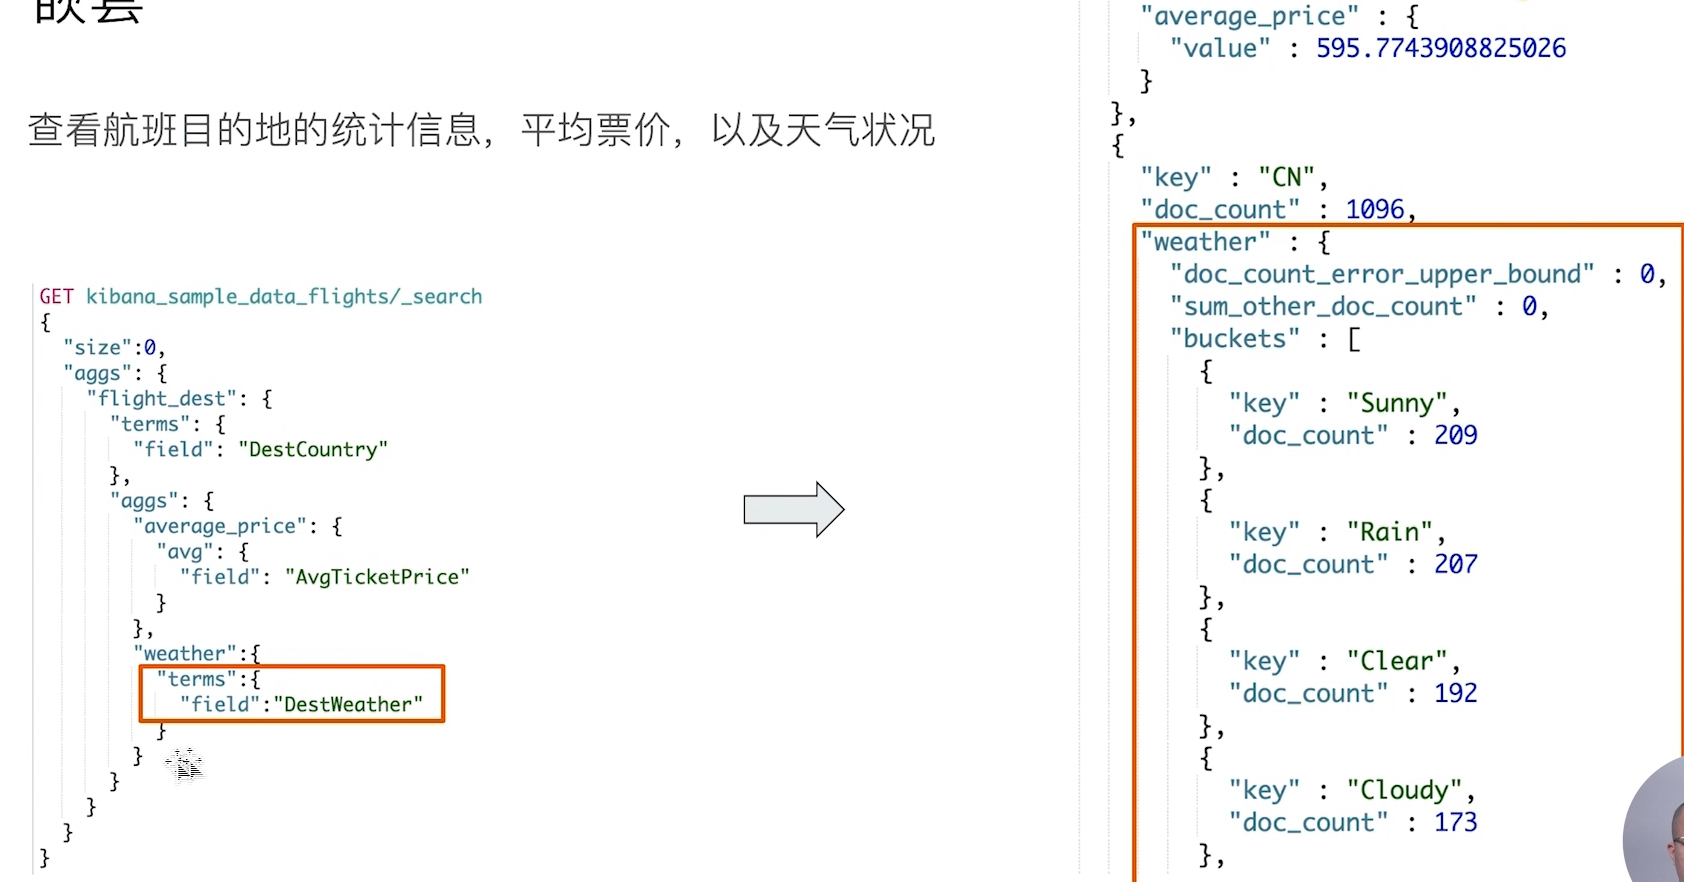 嵌套
查看航班目的地的统计信息，平均票价，以及天气状况
GET kibana_sample_data_flights/_search
{
  "size":0,
  "aggs": {
    "flight_dest": {
      "terms": {
        "field": "DestCountry"
      },
      "aggs": {
        "average_price": {
          "avg": {
            "field": "AvgTicketPrice"
          }
        },
        "weather":{
          "terms":{
            "field":"DestWeather"
          }
        }
      }
    }
  }
}
"average_price" : {
  "value" : 595.7743908825026
}
},
{
  "key" : "CN",
  "doc_count" : 1096,
  "weather" : {
    "doc_count_error_upper_bound" : 0,
    "sum_other_doc_count" : 0,
    "buckets" : [
      {
        "key" : "Sunny",
        "doc_count" : 209
      },
      {
        "key" : "Rain",
        "doc_count" : 207
      },
      {
        "key" : "Clear",
        "doc_count" : 192
      },
      {
        "key" : "Cloudy",
        "doc_count" : 173
      },